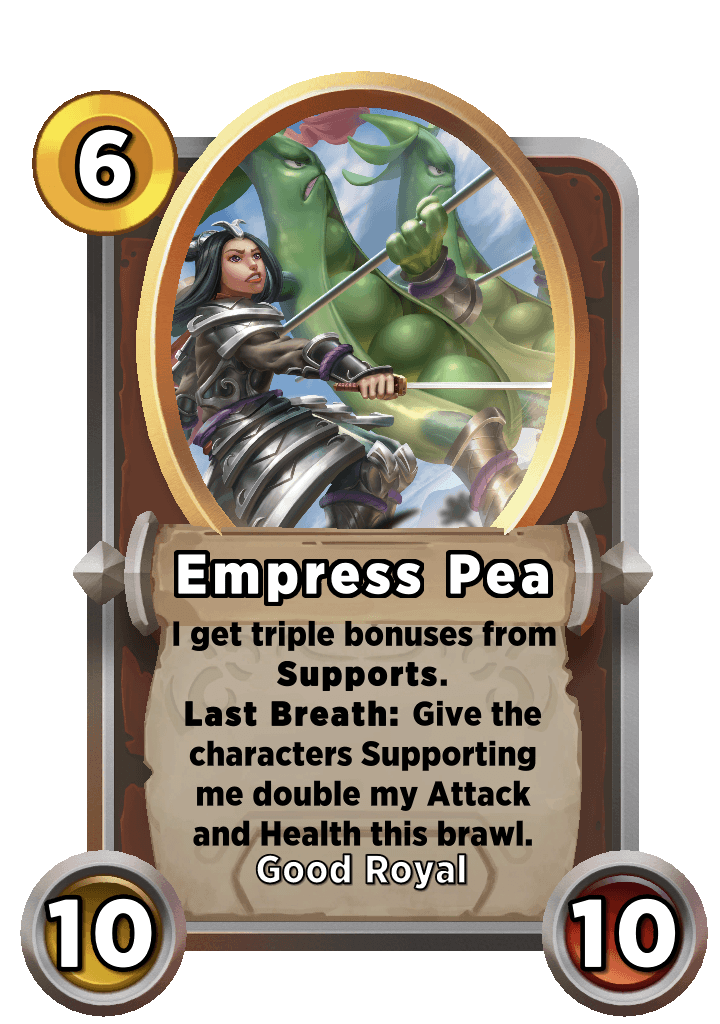 6
Empress Pea
I get triple bonuses from
Supports.
Last Breath: Give the
characters Supporting
me double my Attack
and Health this brawl.
Good Royal
10
10